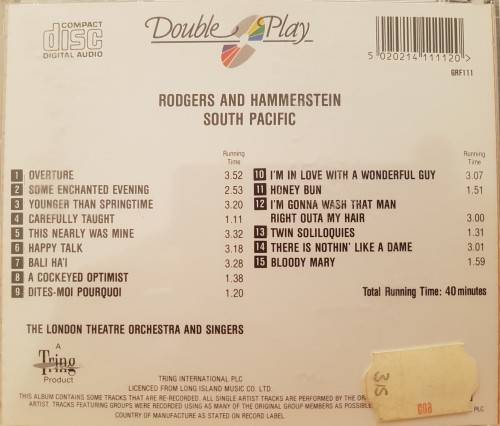 COMPACT
disc
DIGITAL AUDIO
Double Play
5 020214 111120 >
GRF111
RODGERS AND HAMMERSTEIN
SOUTH PACIFIC
Running
Time
1 OVERTURE 3.52
2 SOME ENCHANTED EVENING 2.53
3 YOUNGER THAN SPRINGTIME 3.20
4 CAREFULLY TAUGHT 1.11
5 THIS NEARLY WAS MINE 3.32
6 HAPPY TALK 3.18
7 BALI HA'I 3.28
8 A COCKEYED OPTIMIST 1.38
9 DITES-MOI POURQUOI 1.20
Running
Time
10 I'M IN LOVE WITH A WONDERFUL GUY 3.07
11 HONEY BUN 1.51
12 I'M GONNA WASH THAT MAN
RIGHT OUTA MY HAIR 3.00
13 TWIN SOLILOQUIES 1.31
14 THERE IS NOTHIN' LIKE A DAME 3.01
15 BLOODY MARY 1.59
Total Running Time: 40 minutes
THE LONDON THEATRE ORCHESTRA AND SINGERS
A
Tring
Product
TRING INTERNATIONAL PLC
LICENCED FROM LONG ISLAND MUSIC CO. LTD.
THIS ALBUM CONTAINS SOME TRACKS THAT ARE RE-RECORDED. ALL SINGLE ARTIST TRACKS ARE PERFORMED BY THE
ARTIST. TRACKS FEATURING GROUPS WERE RECORDED USING AS MANY OF THE ORIGINAL GROUP MEMBERS AS POSSIBLE
COUNTRY OF MANUFACTURE AS STATED ON RECORD LABEL.
PLC